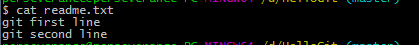 $ cat readme.txt
git first line
git second line